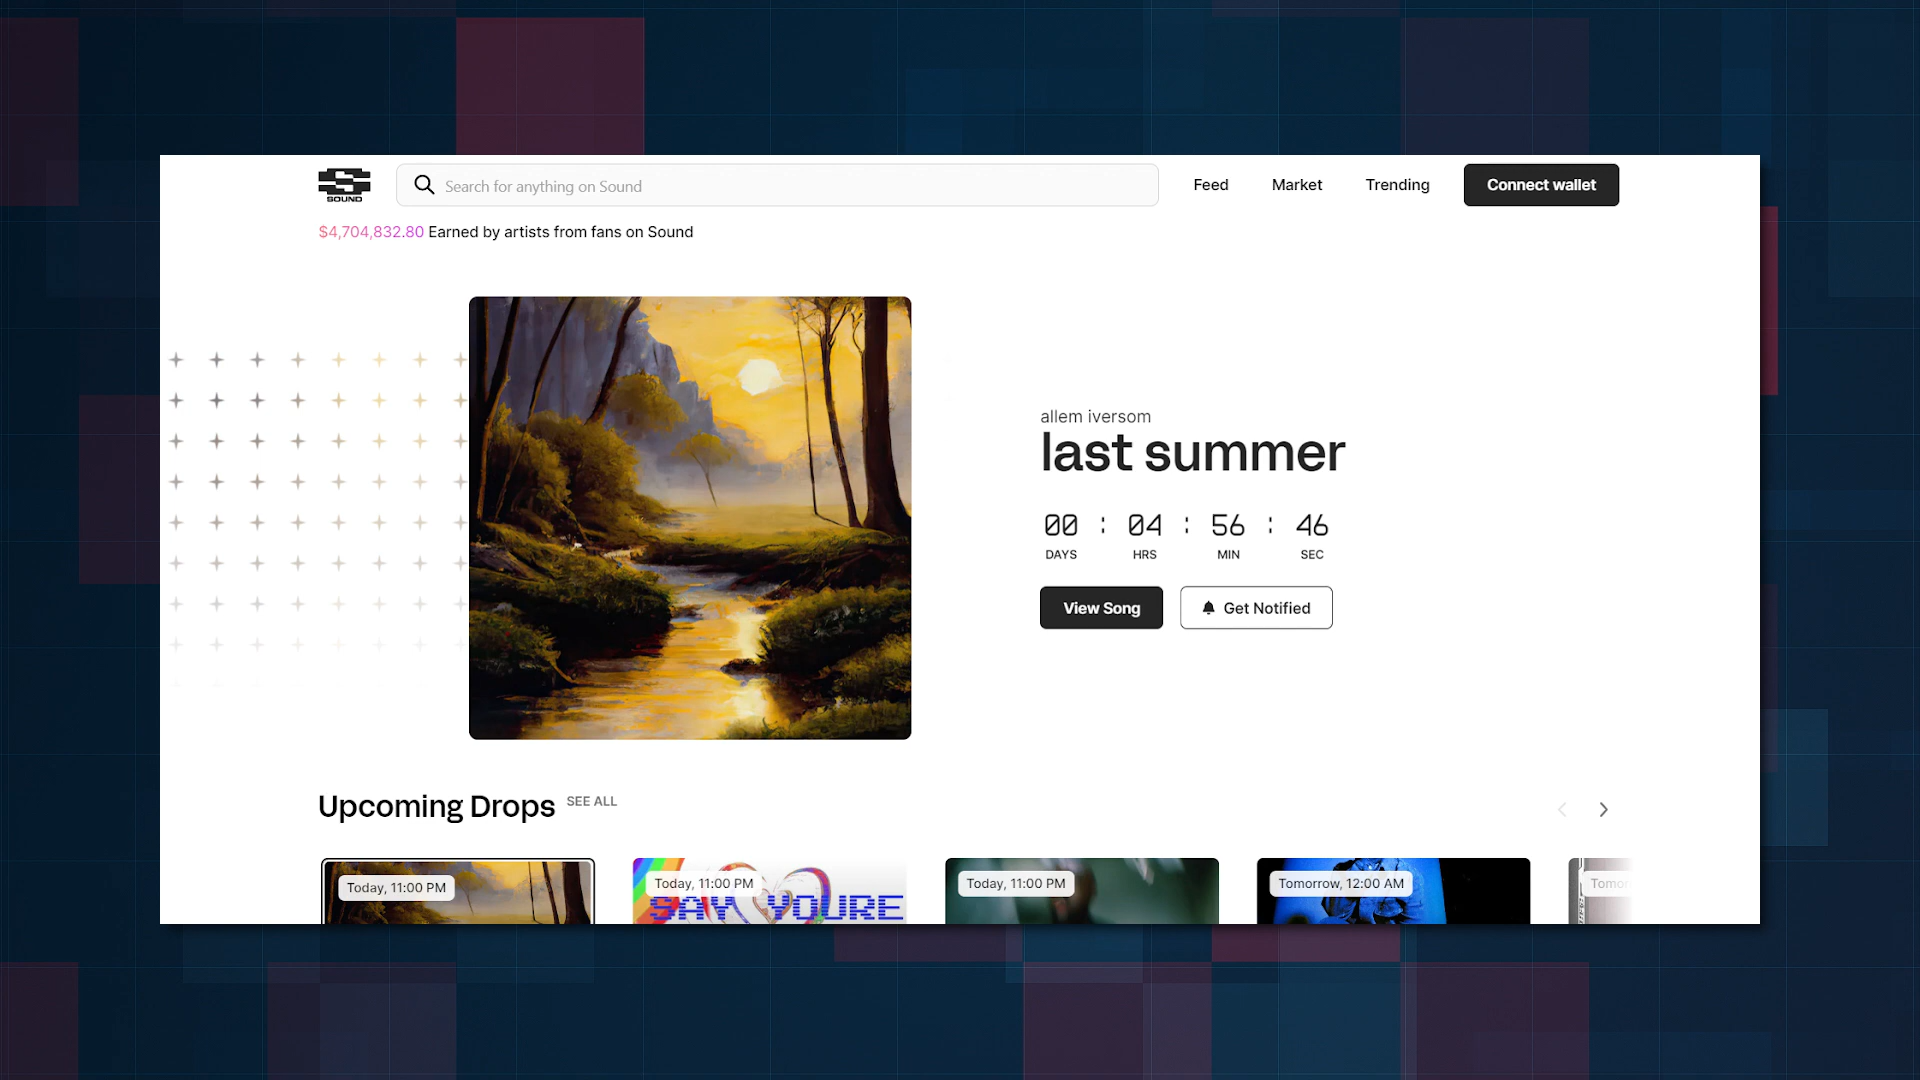 SOUND
Search for anything on Sound
Feed
Market
Trending
Connect wallet
$4,704,832.80 Earned by artists from fans on Sound
allem iversom
last summer
00 : 04 : 56 : 46
DAYS HRS MIN SEC
View Song
Get Notified
Upcoming Drops SEE ALL
Today, 11:00 PM
Today, 11:00 PM
SAY YOURE
Today, 11:00 PM
Tomorrow, 12:00 AM